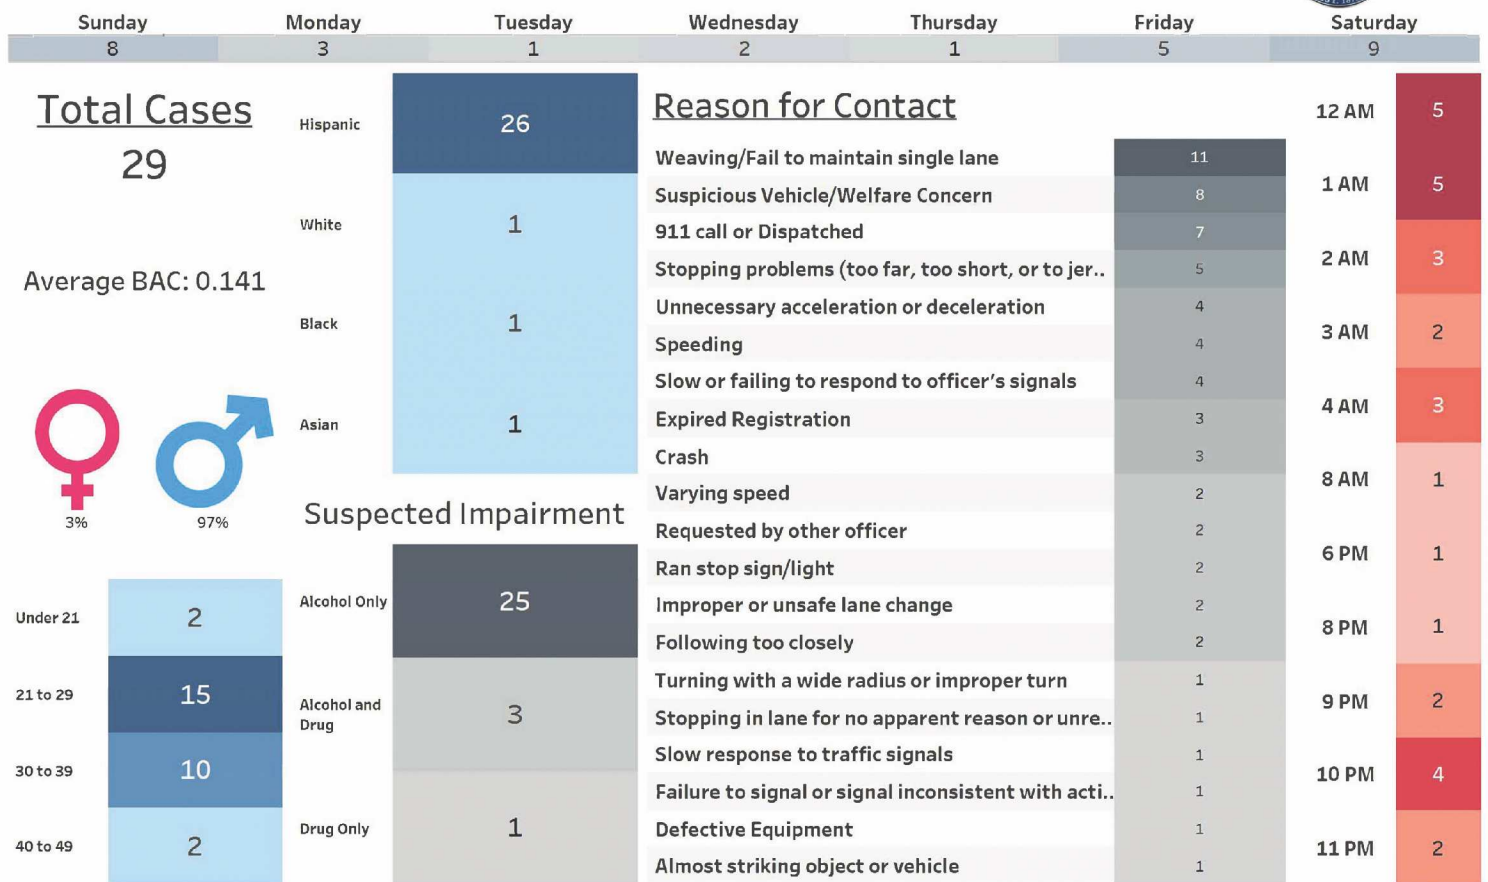 Sunday Monday Tuesday Wednesday Thursday Friday Saturday
8 3 1 2 1 5 9
Total Cases
29
Average BAC: 0.141
3% 97%
Under 21 2
21 to 29 15
30 to 39 10
40 to 49 2
Hispanic 26
White 1
Black 1
Asian 1
Suspected Impairment
Alcohol Only 25
Alcohol and
Drug 3
Drug Only 1
Reason for Contact
Weaving/Fail to maintain single lane 11
Suspicious Vehicle/Welfare Concern 8
911 call or Dispatched 7
Stopping problems (too far, too short, or to jer.. 5
Unnecessary acceleration or deceleration 4
Speeding 4
Slow or failing to respond to officer's signals 4
Expired Registration 3
Crash 3
Varying speed 2
Requested by other officer 2
Ran stop sign/light 2
Improper or unsafe lane change 2
Following too closely 2
Turning with a wide radius or improper turn 1
Stopping in lane for no apparent reason or unre.. 1
Slow response to traffic signals 1
Failure to signal or signal inconsistent with acti.. 1
Defective Equipment 1
Almost striking object or vehicle 1
12 AM 5
1 AM 5
2 AM 3
3 AM 2
4 AM 3
8 AM 1
6 PM 1
8 PM 1
9 PM 2
10 PM 4
11 PM 2